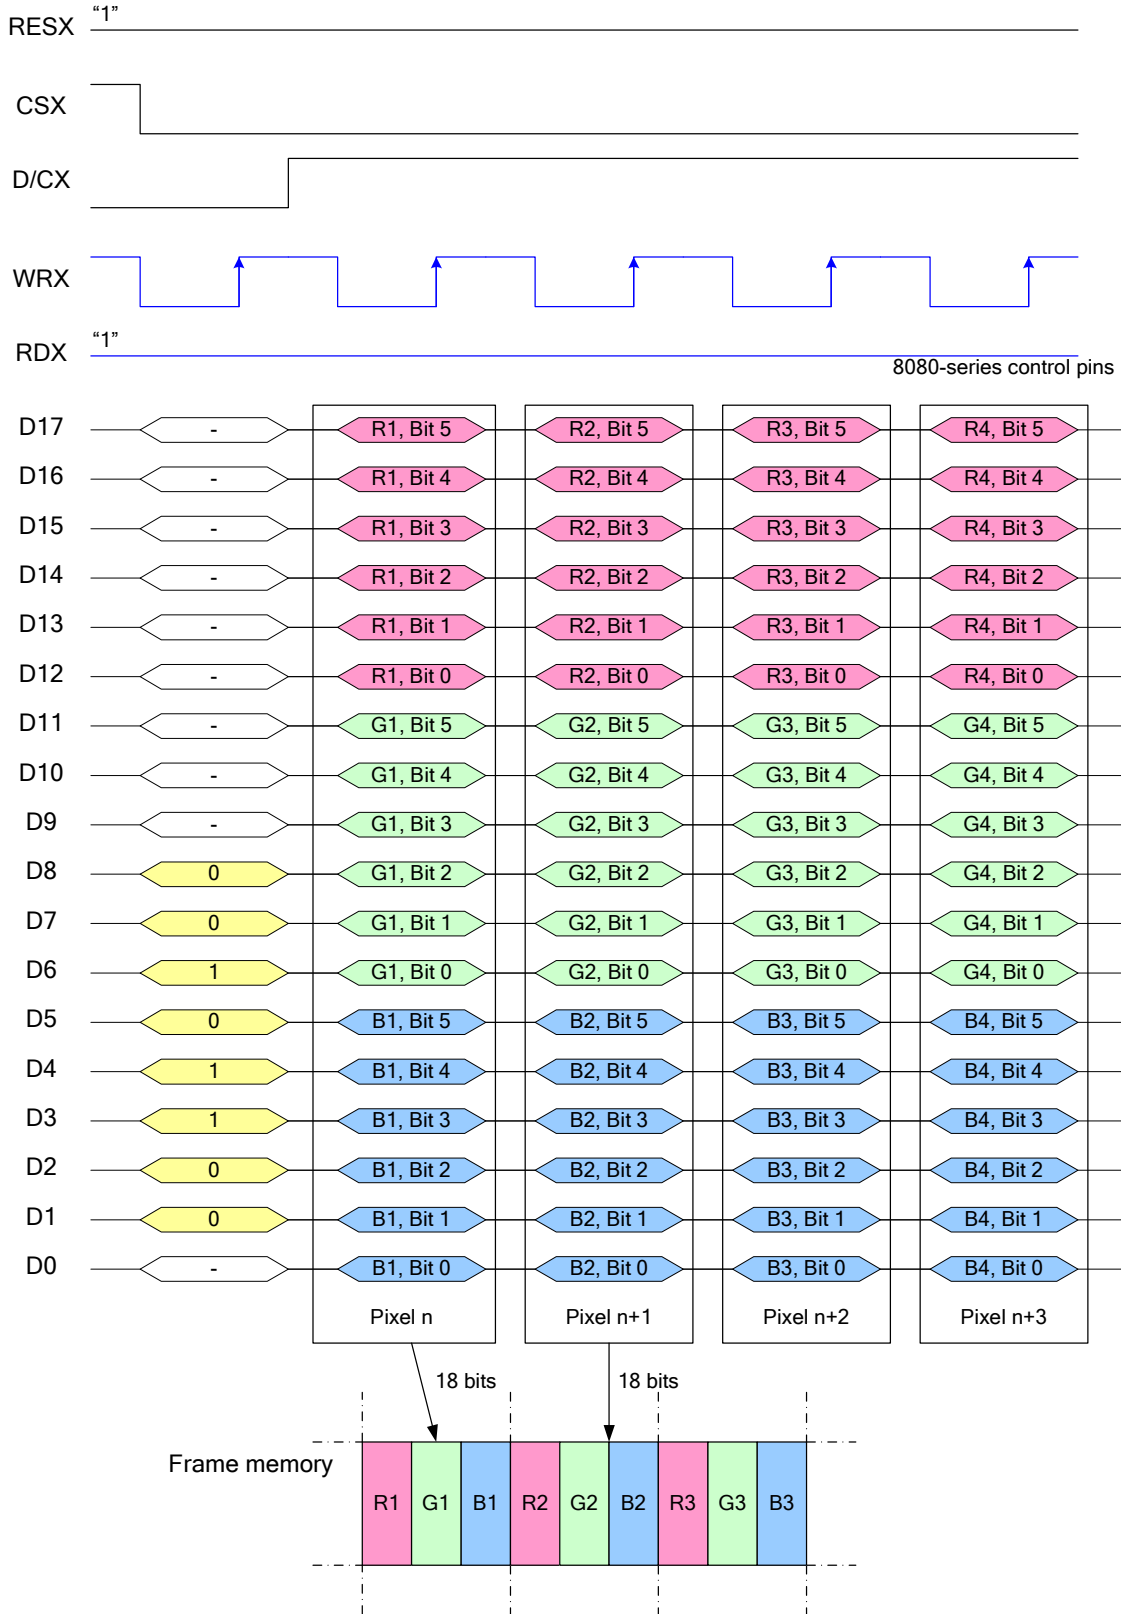 RESX “1”
CSX
D/CX
WRX
RDX “1”
8080-series control pins
D17 - R1, Bit 5 R2, Bit 5 R3, Bit 5 R4, Bit 5
D16 - R1, Bit 4 R2, Bit 4 R3, Bit 4 R4, Bit 4
D15 - R1, Bit 3 R2, Bit 3 R3, Bit 3 R4, Bit 3
D14 - R1, Bit 2 R2, Bit 2 R3, Bit 2 R4, Bit 2
D13 - R1, Bit 1 R2, Bit 1 R3, Bit 1 R4, Bit 1
D12 - R1, Bit 0 R2, Bit 0 R3, Bit 0 R4, Bit 0
D11 - G1, Bit 5 G2, Bit 5 G3, Bit 5 G4, Bit 5
D10 - G1, Bit 4 G2, Bit 4 G3, Bit 4 G4, Bit 4
D9 - G1, Bit 3 G2, Bit 3 G3, Bit 3 G4, Bit 3
D8 0 G1, Bit 2 G2, Bit 2 G3, Bit 2 G4, Bit 2
D7 0 G1, Bit 1 G2, Bit 1 G3, Bit 1 G4, Bit 1
D6 1 G1, Bit 0 G2, Bit 0 G3, Bit 0 G4, Bit 0
D5 0 B1, Bit 5 B2, Bit 5 B3, Bit 5 B4, Bit 5
D4 1 B1, Bit 4 B2, Bit 4 B3, Bit 4 B4, Bit 4
D3 1 B1, Bit 3 B2, Bit 3 B3, Bit 3 B4, Bit 3
D2 0 B1, Bit 2 B2, Bit 2 B3, Bit 2 B4, Bit 2
D1 0 B1, Bit 1 B2, Bit 1 B3, Bit 1 B4, Bit 1
D0 - B1, Bit 0 B2, Bit 0 B3, Bit 0 B4, Bit 0
Pixel n Pixel n+1 Pixel n+2 Pixel n+3
18 bits 18 bits
Frame memory
R1 G1 B1 R2 G2 B2 R3 G3 B3